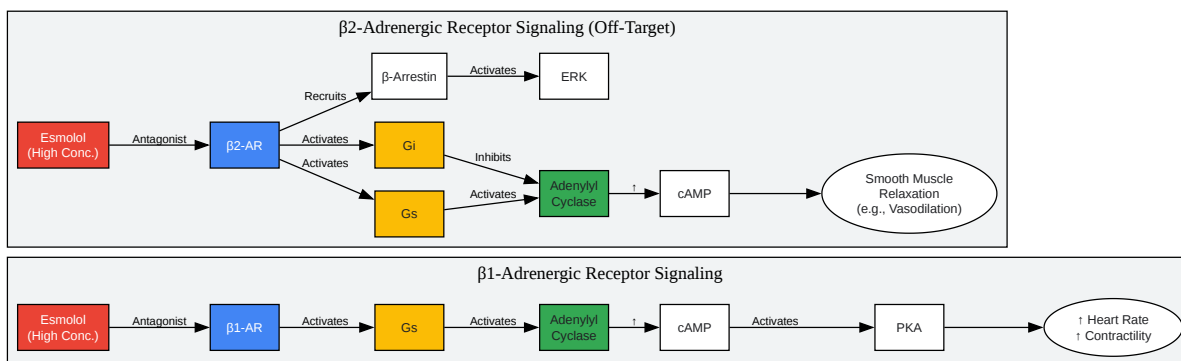 β2-Adrenergic Receptor Signaling (Off-Target)
β-Arrestin
Activates
ERK
Recruits
Esmolol
(High Conc.)
Antagonist
β2-AR
Activates
Gi
Inhibits
Activates
Gs
Activates
Adenylyl
Cyclase
↑
cAMP
Smooth Muscle
Relaxation
(e.g., Vasodilation)
β1-Adrenergic Receptor Signaling
Esmolol
(High Conc.)
Antagonist
β1-AR
Activates
Gs
Activates
Adenylyl
Cyclase
↑
cAMP
Activates
PKA
↑ Heart Rate
↑ Contractility